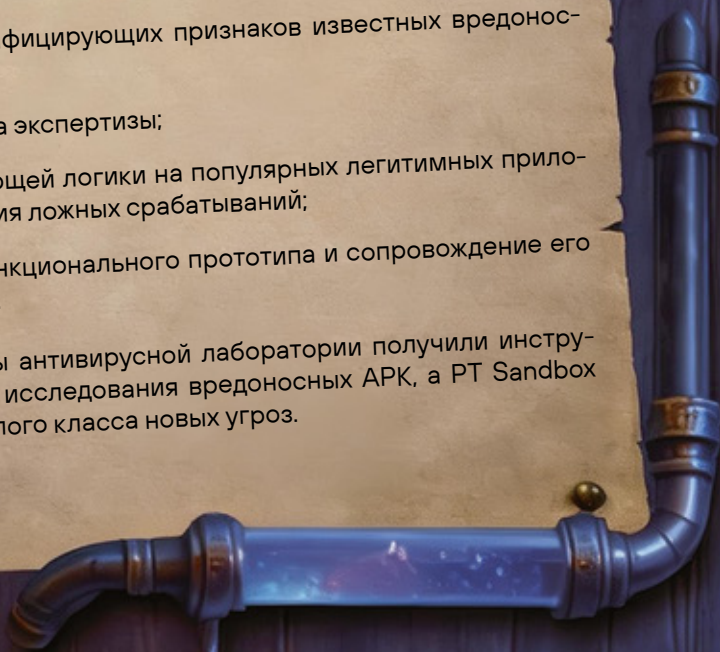 фицирующих признаков известных вредонос-
а экспертизы;
ощей логики на популярных легитимных прило-
мя ложных срабатываний;
нкционального прототипа и сопровождение его
ы антивирусной лаборатории получили инстру-
исследования вредоносных APK, а PT Sandbox
лого класса новых угроз.